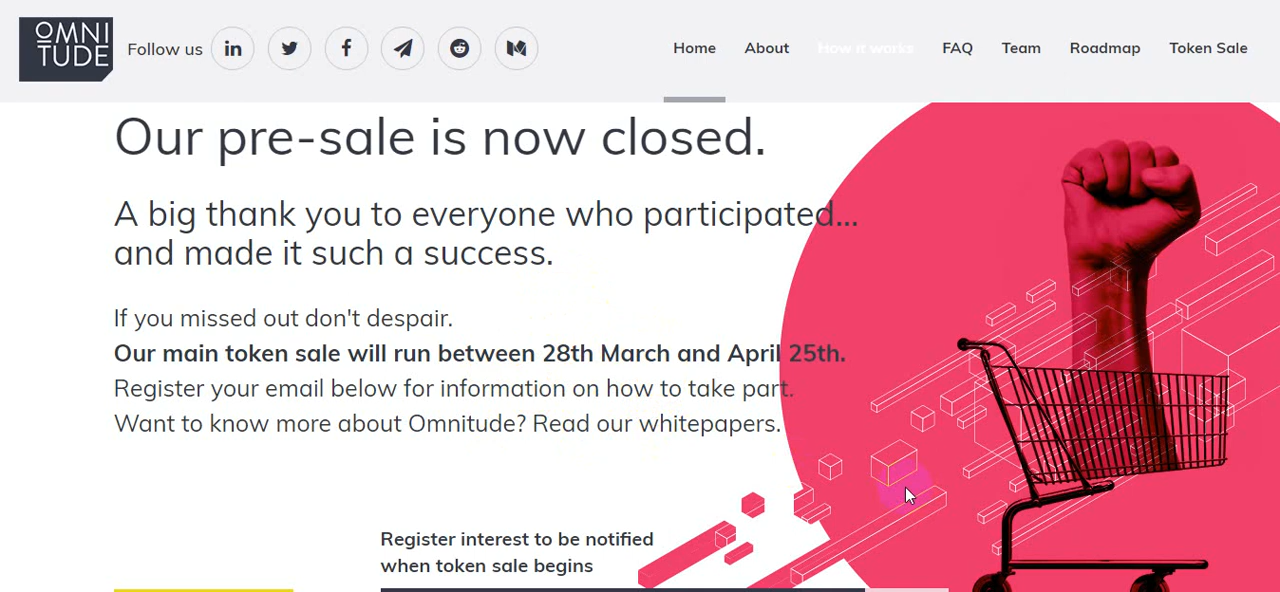 OMNI
TUDE
Follow us
Home About How it works FAQ Team Roadmap Token Sale
Our pre-sale is now closed.
A big thank you to everyone who participated...
and made it such a success.
If you missed out don't despair.
Our main token sale will run between 28th March and April 25th.
Register your email below for information on how to take part.
Want to know more about Omnitude? Read our whitepapers.
Register interest to be notified
when token sale begins